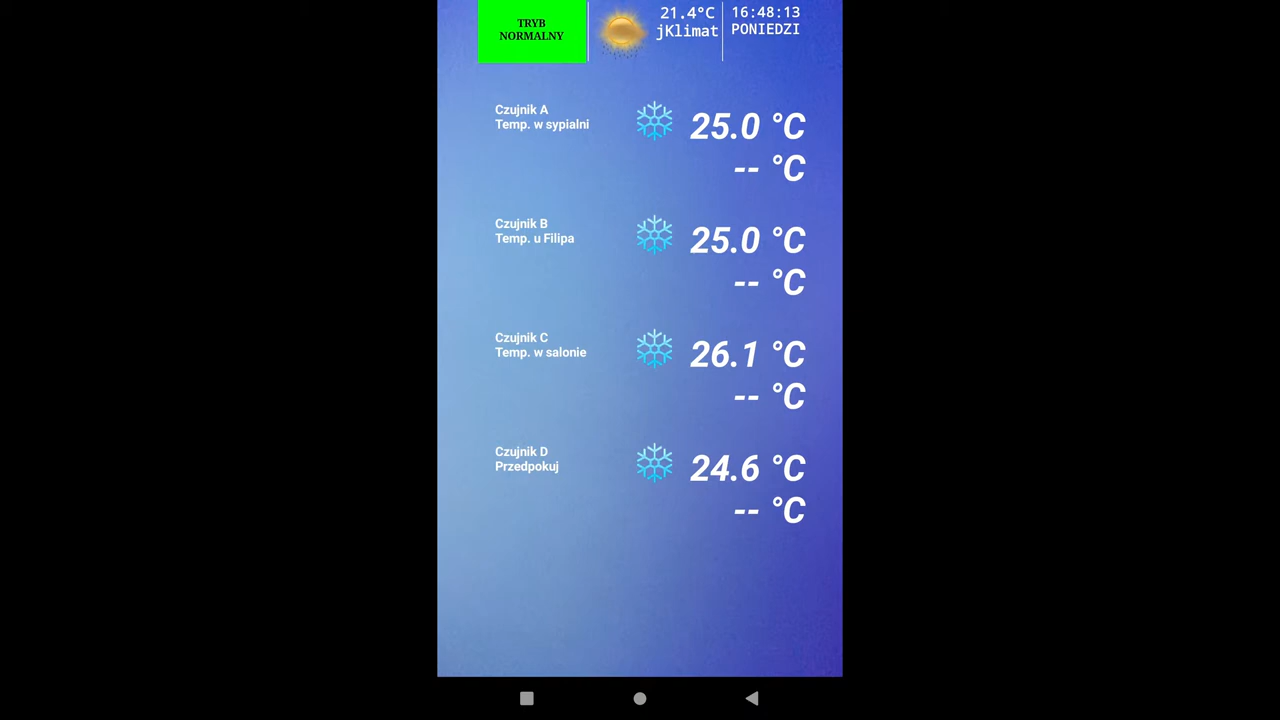 TRYB
NORMALNY
21.4°C
jKlimat
16:48:13
PONIEDZI
Czujnik A
Temp. w sypialni
25.0 °C
-- °C
Czujnik B
Temp. u Filipa
25.0 °C
-- °C
Czujnik C
Temp. w salonie
26.1 °C
-- °C
Czujnik D
Przedpokuj
24.6 °C
-- °C